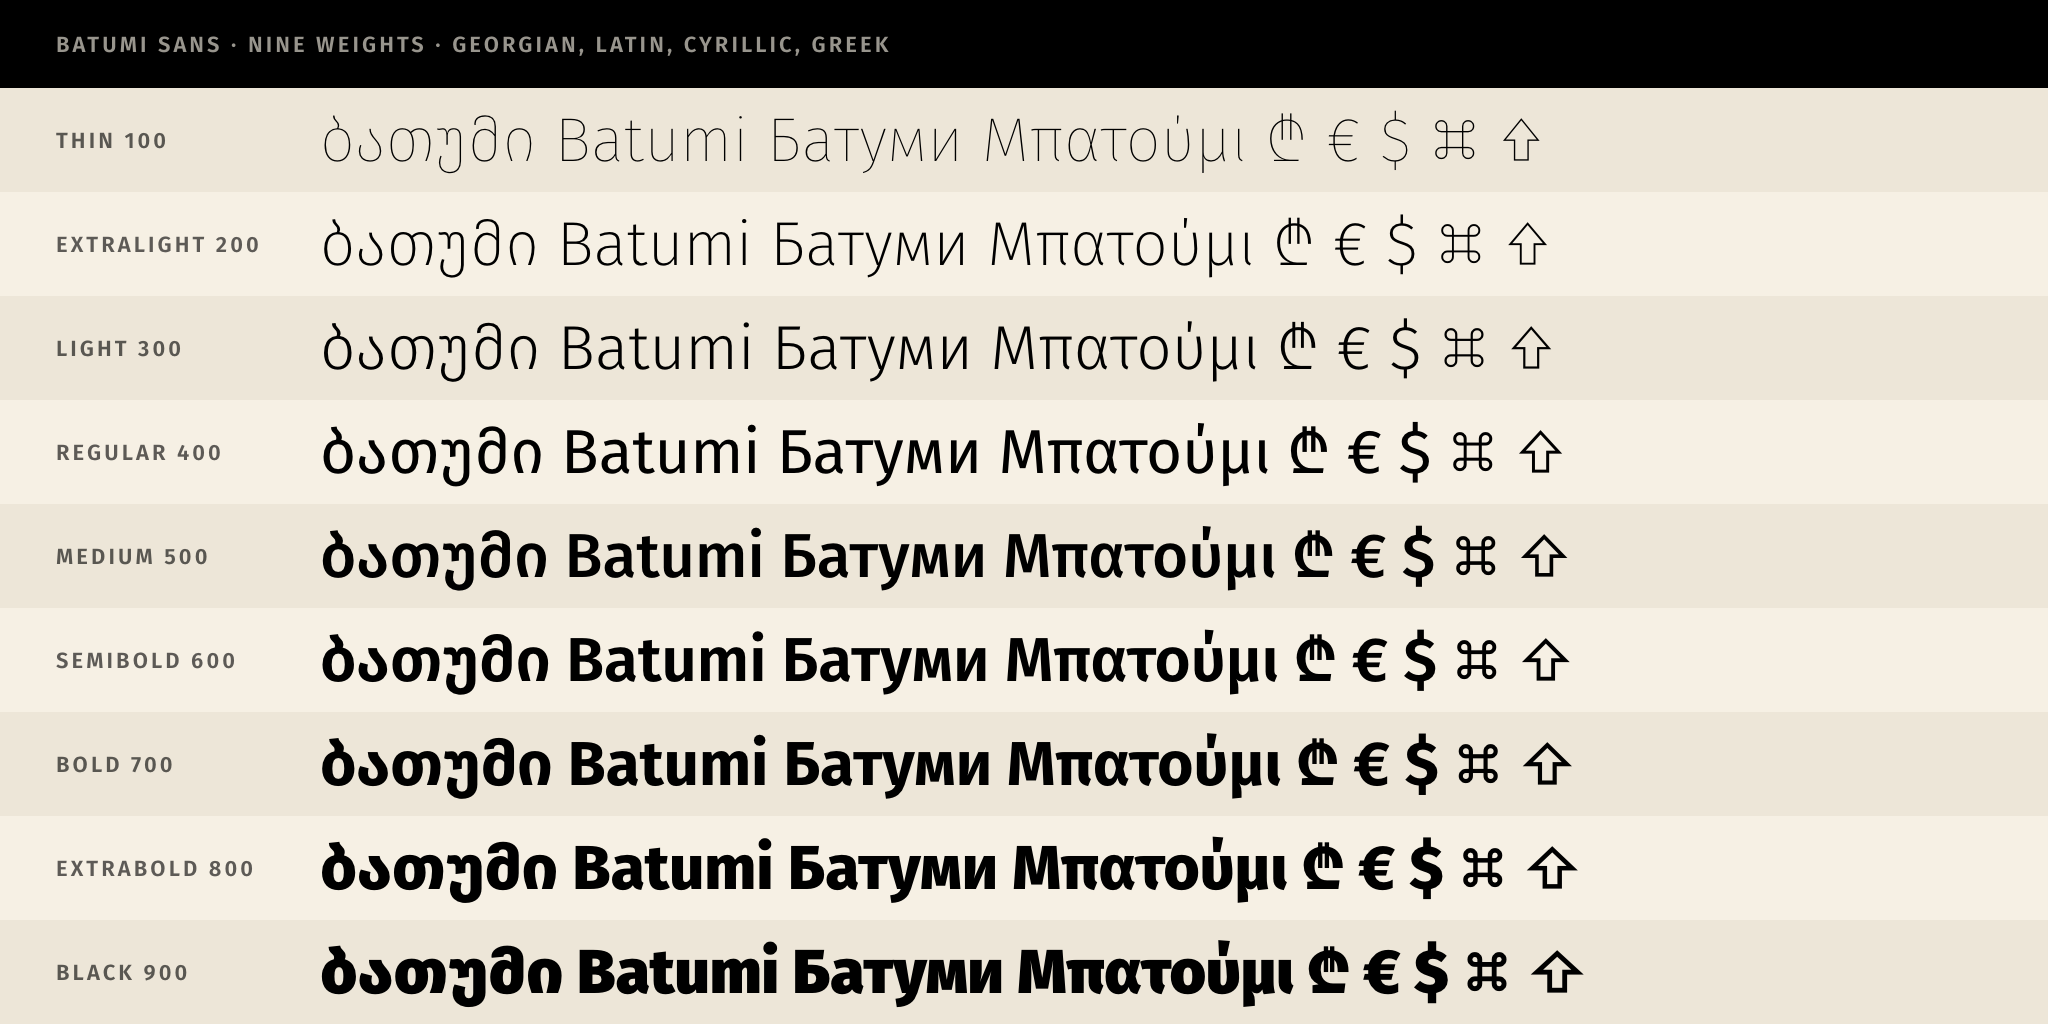 BATUMI SANS · NINE WEIGHTS · GEORGIAN, LATIN, CYRILLIC, GREEK
THIN 100 ბათუმი Batumi Батуми Μπατούμι ₾ € $ ⌘ ⇧
EXTRALIGHT 200 ბათუმი Batumi Батуми Μπατούμι ₾ € $ ⌘ ⇧
LIGHT 300 ბათუმი Batumi Батуми Μπατούμι ₾ € $ ⌘ ⇧
REGULAR 400 ბათუმი Batumi Батуми Μπατούμι ₾ € $ ⌘ ⇧
MEDIUM 500 ბათუმი Batumi Батуми Μπατούμι ₾ € $ ⌘ ⇧
SEMIBOLD 600 ბათუმი Batumi Батуми Μπατούμι ₾ € $ ⌘ ⇧
BOLD 700 ბათუმი Batumi Батуми Μπατούμι ₾ € $ ⌘ ⇧
EXTRABOLD 800 ბათუმი Batumi Батуми Μπατούμι ₾ € $ ⌘ ⇧
BLACK 900 ბათუმი Batumi Батуми Μπατούμι ₾ € $ ⌘ ⇧